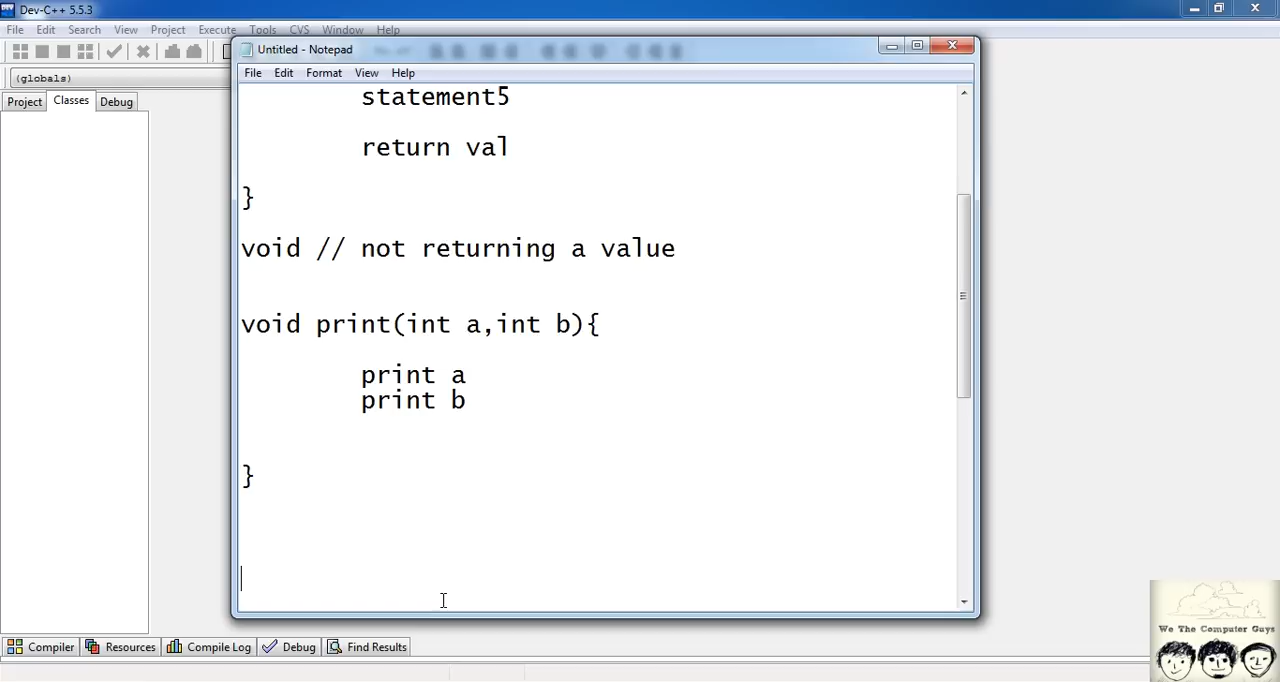 Dev-C++ 5.5.3
File Edit Search View Project Execute Tools CVS Window Help
(globals)
Project Classes Debug
Untitled - Notepad
File Edit Format View Help
statement5
return val
}
void // not returning a value
void print(int a,int b){
print a
print b
}
Compiler Resources Compile Log Debug Find Results
We The Computer Guys